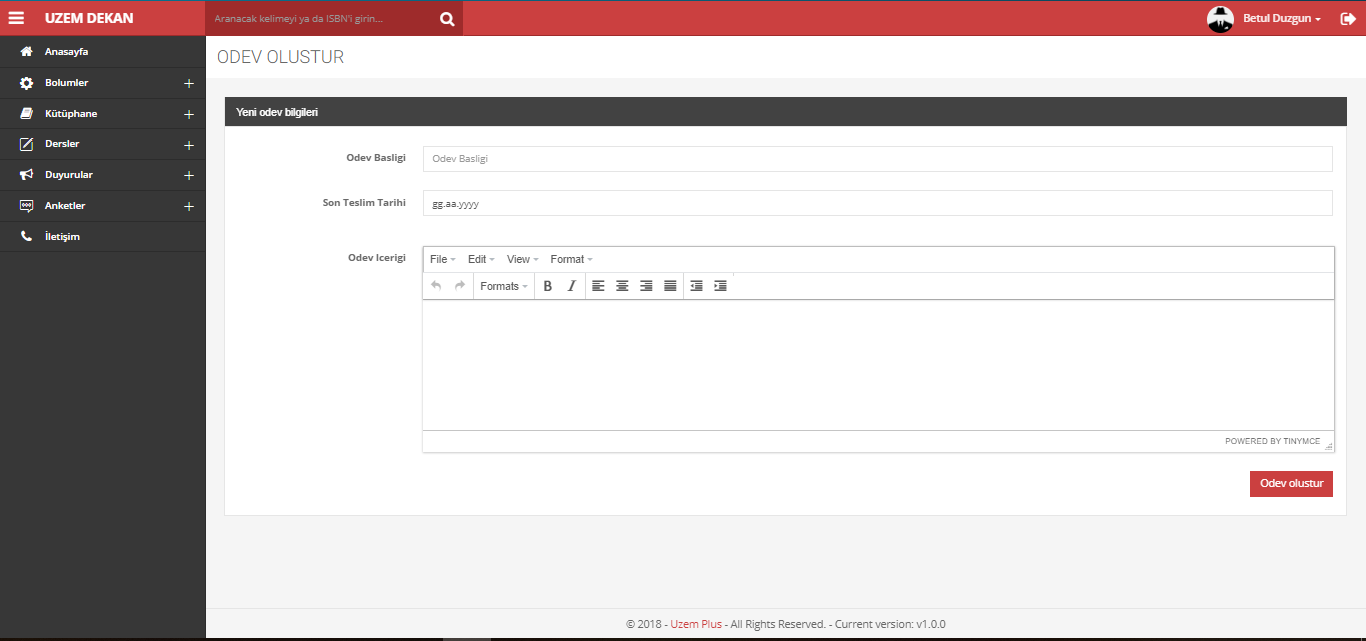 UZEM DEKAN
Aranacak kelimeyi ya da ISBN'i girin...
Betul Duzgun
Anasayfa
Bolumler
Kütüphane
Dersler
Duyurular
Anketler
İletişim
ODEV OLUSTUR
Yeni odev bilgileri
Odev Basligi
Odev Basligi
Son Teslim Tarihi
gg.aa.yyyy
Odev Icerigi
File Edit View Format
Formats B I
POWERED BY TINYMCE
Odev olustur
© 2018 - Uzem Plus - All Rights Reserved. - Current version: v1.0.0